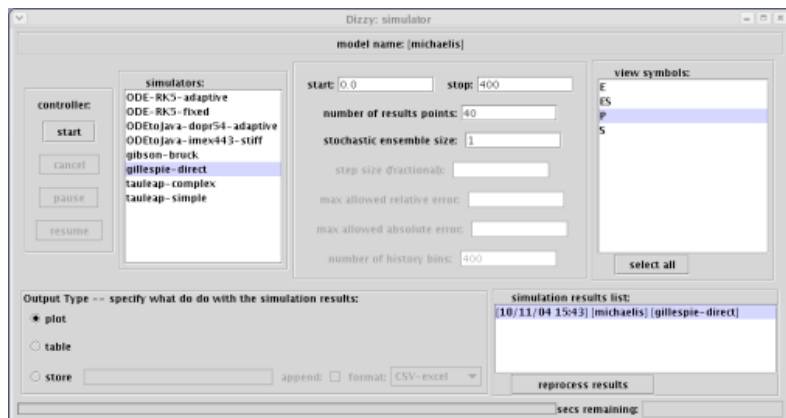 Dizzy: simulator
model name: [michaelis]
controller:
start
cancel
pause
resume
simulators:
ODE-RK5-adaptive
ODE-RK5-fixed
ODEtoJava-dopr54-adaptive
ODEtoJava-imex443-stiff
gibson-bruck
gillespie-direct
tauleap-complex
tauleap-simple
start: 0.0 stop: 400
number of results points: 40
stochastic ensemble size: 1
step size (fractional):
max allowed relative error:
max allowed absolute error:
number of history bins: 400
view symbols:
E
ES
P
S
select all
Output Type -- specify what do do with the simulation results:
plot
table
store append: format: CSV-excel
simulation results list:
[10/11/04 15:43] [michaelis] [gillespie-direct]
reprocess results
secs remaining: